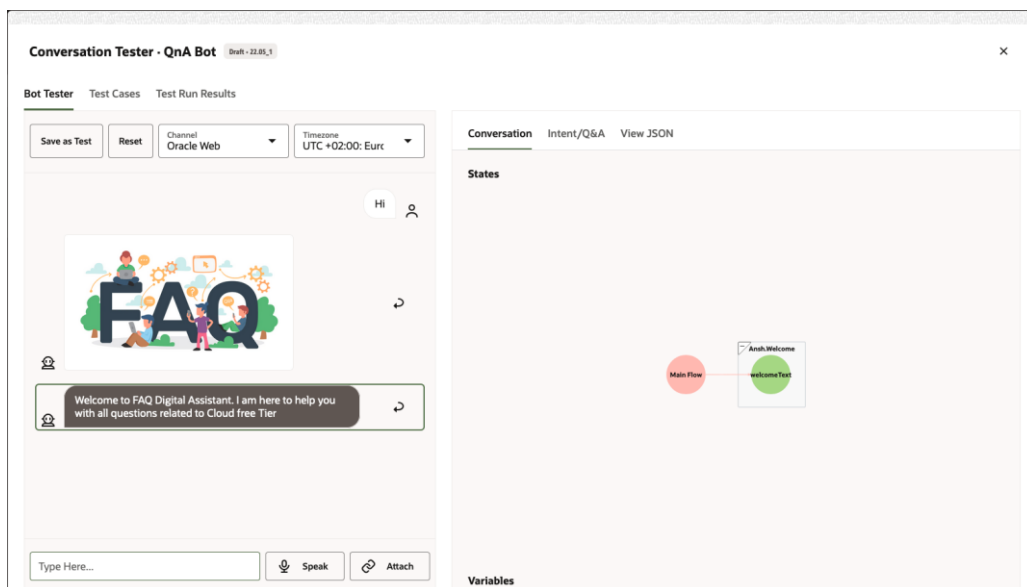 Conversation Tester · QnA Bot Draft - 22.05_1
Bot Tester Test Cases Test Run Results
Save as Test Reset Channel Oracle Web Timezone UTC +02:00: Eurc
Conversation Intent/Q&A View JSON
States
Hi
FAQ
Welcome to FAQ Digital Assistant. I am here to help you
with all questions related to Cloud free Tier
Ansh.Welcome
Main Flow welcomeText
Type Here... Speak Attach
Variables